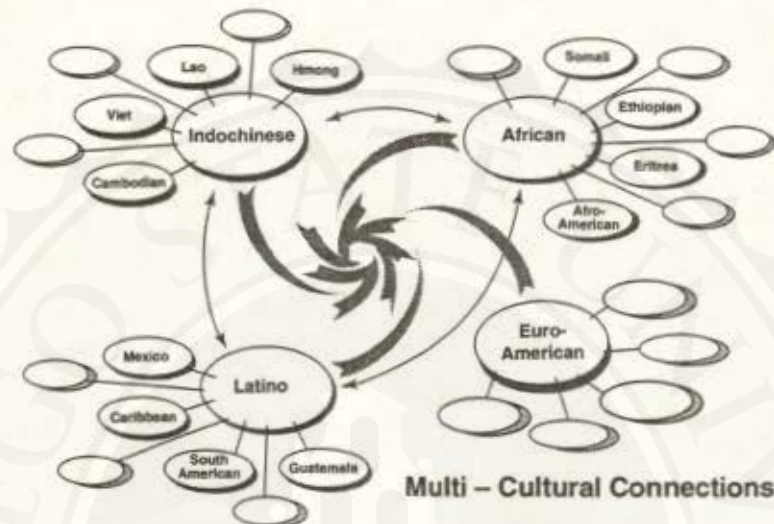 Lao
Hmong
Viet
Indochinese
Cambodian
Somali
Ethiopian
African
Eritrea
Afro-
American
Mexico
Latino
Caribbean
South
American
Guatemala
Euro-
American
Multi – Cultural Connections